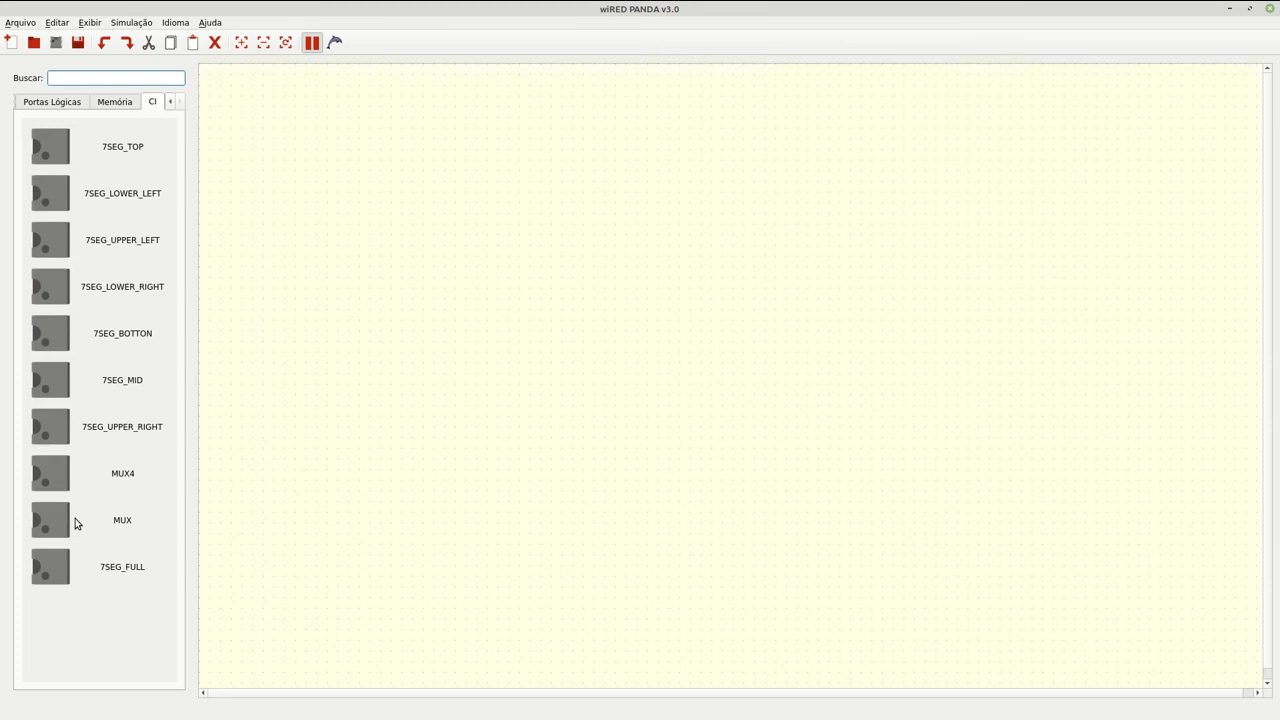 wiRED PANDA v3.0
Arquivo Editar Exibir Simulação Idioma Ajuda
Buscar:
Portas Lógicas Memória CI
7SEG_TOP
7SEG_LOWER_LEFT
7SEG_UPPER_LEFT
7SEG_LOWER_RIGHT
7SEG_BOTTON
7SEG_MID
7SEG_UPPER_RIGHT
MUX4
MUX
7SEG_FULL